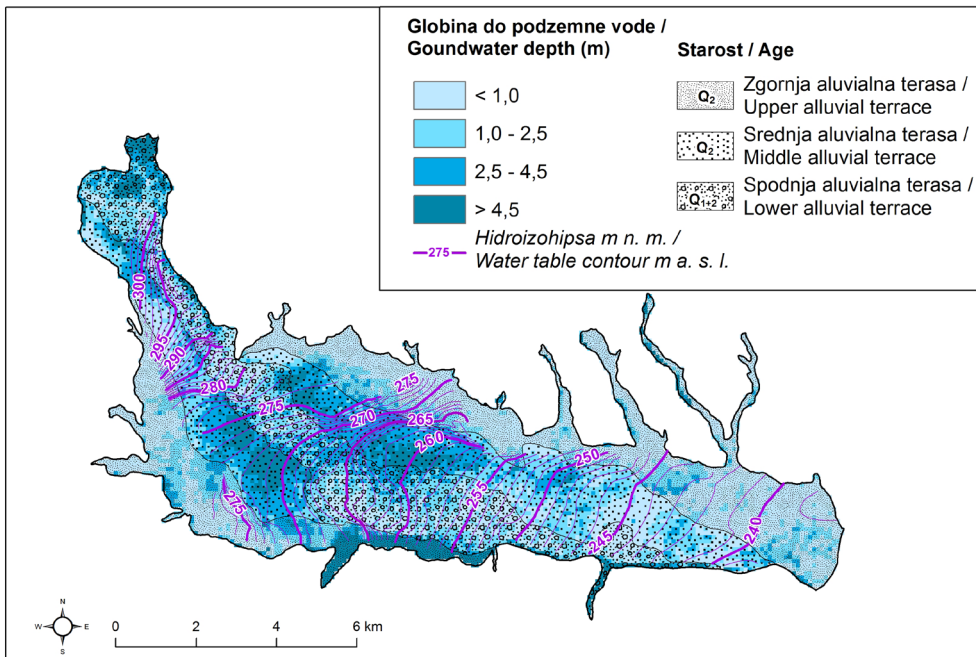 Globina do podzemne vode /
Goundwater depth (m)
< 1,0
1,0 - 2,5
2,5 - 4,5
> 4,5
275
Hidroizohipsa m n. m. /
Water table contour m a. s. l.
Starost / Age
Q₂
Zgornja aluvialna terasa /
Upper alluvial terrace
Q₂
Srednja aluvialna terasa /
Middle alluvial terrace
Q₁₊₂
Spodnja aluvialna terasa /
Lower alluvial terrace
300
295
290
280
275
275
270
265
260
250
255
275
245
240
N
W
E
S
0
2
4
6 km